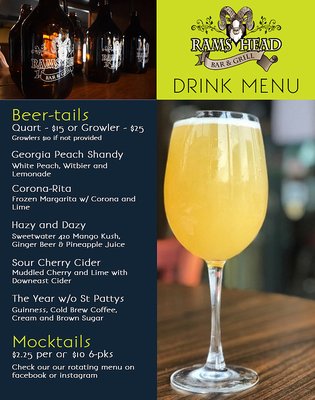 RAMS HEAD
BAR & GRILL
RAMS HEAD
BAR & GRILL
DRINK MENU
Beer-tails
Quart - $15 or Growler - $25
Growlers $10 if not provided
Georgia Peach Shandy
White Peach, Witbier and
Lemonade
Corona-Rita
Frozen Margarita w/ Corona and
Lime
Hazy and Dazy
Sweetwater 420 Mango Kush,
Ginger Beer & Pineapple Juice
Sour Cherry Cider
Muddled Cherry and Lime with
Downeast Cider
The Year w/o St Pattys
Guinness, Cold Brew Coffee,
Cream and Brown Sugar
Mocktails
$2.25 per or $10 6-pks
Check our our rotating menu on
facebook or instagram